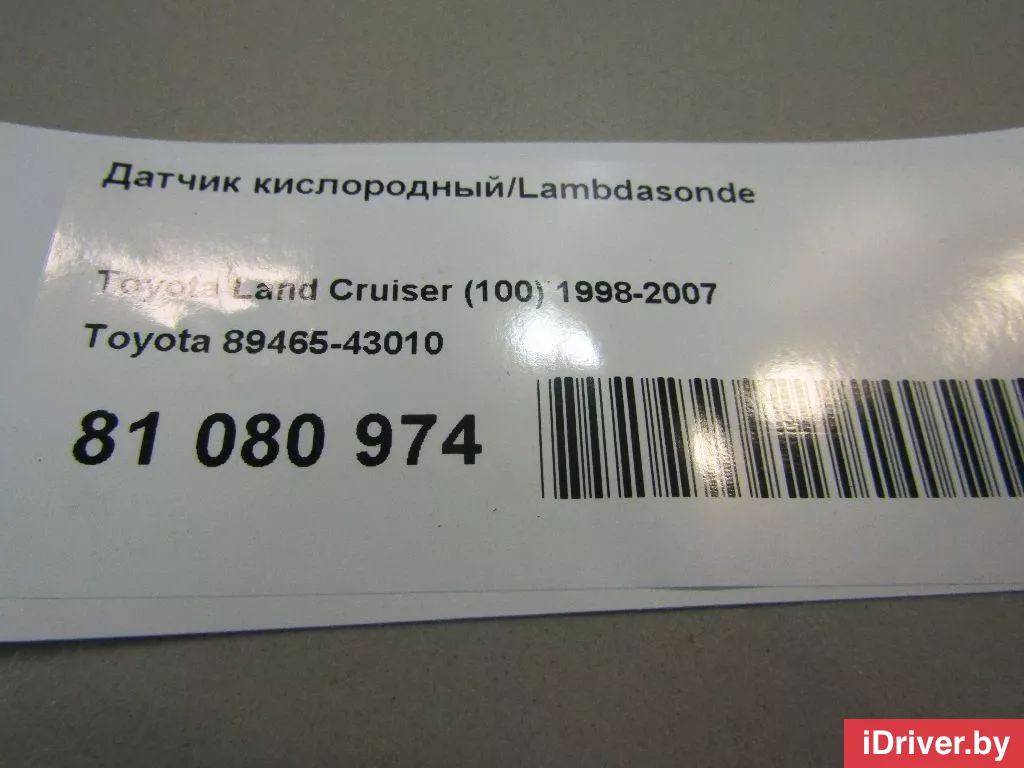 Датчик кислородный/Lambdasonde
Toyota Land Cruiser (100) 1998-2007
Toyota 89465-43010
81 080 974
iDriver.by